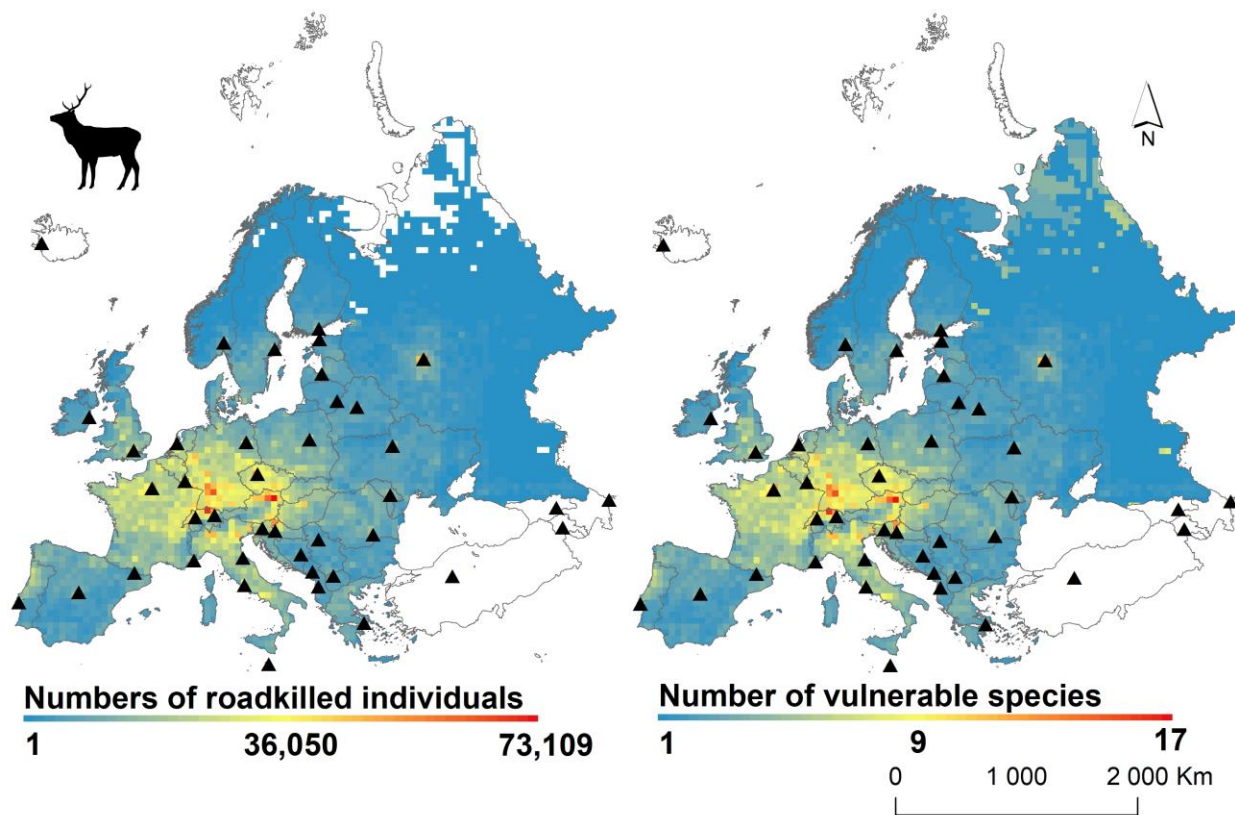 N
Numbers of roadkilled individuals
1 36,050 73,109
Number of vulnerable species
1 9 17
0 1 000 2 000 Km